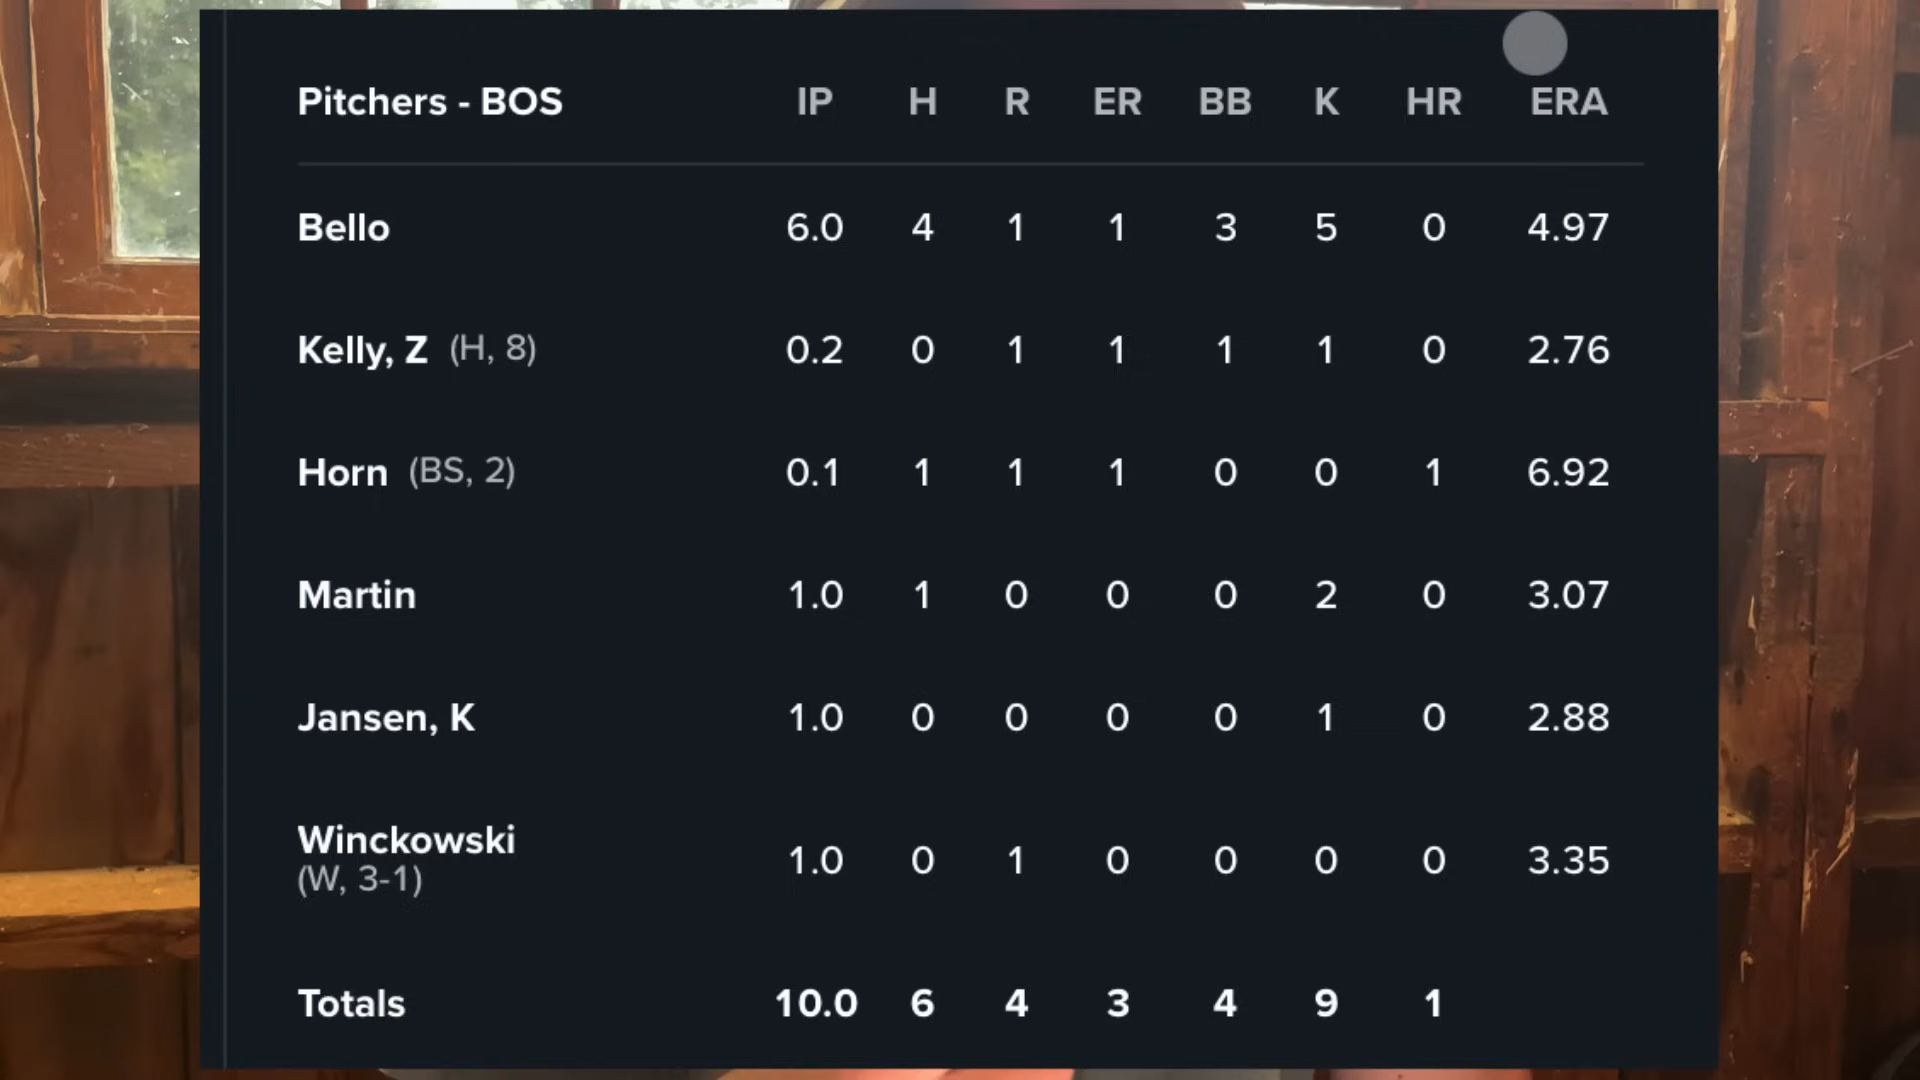 Pitchers - BOS IP H R ER BB K HR ERA
Bello 6.0 4 1 1 3 5 0 4.97
Kelly, Z (H, 8) 0.2 0 1 1 1 1 0 2.76
Horn (BS, 2) 0.1 1 1 1 0 0 1 6.92
Martin 1.0 1 0 0 0 2 0 3.07
Jansen, K 1.0 0 0 0 0 1 0 2.88
Winckowski
(W, 3-1) 1.0 0 1 0 0 0 0 3.35
Totals 10.0 6 4 3 4 9 1